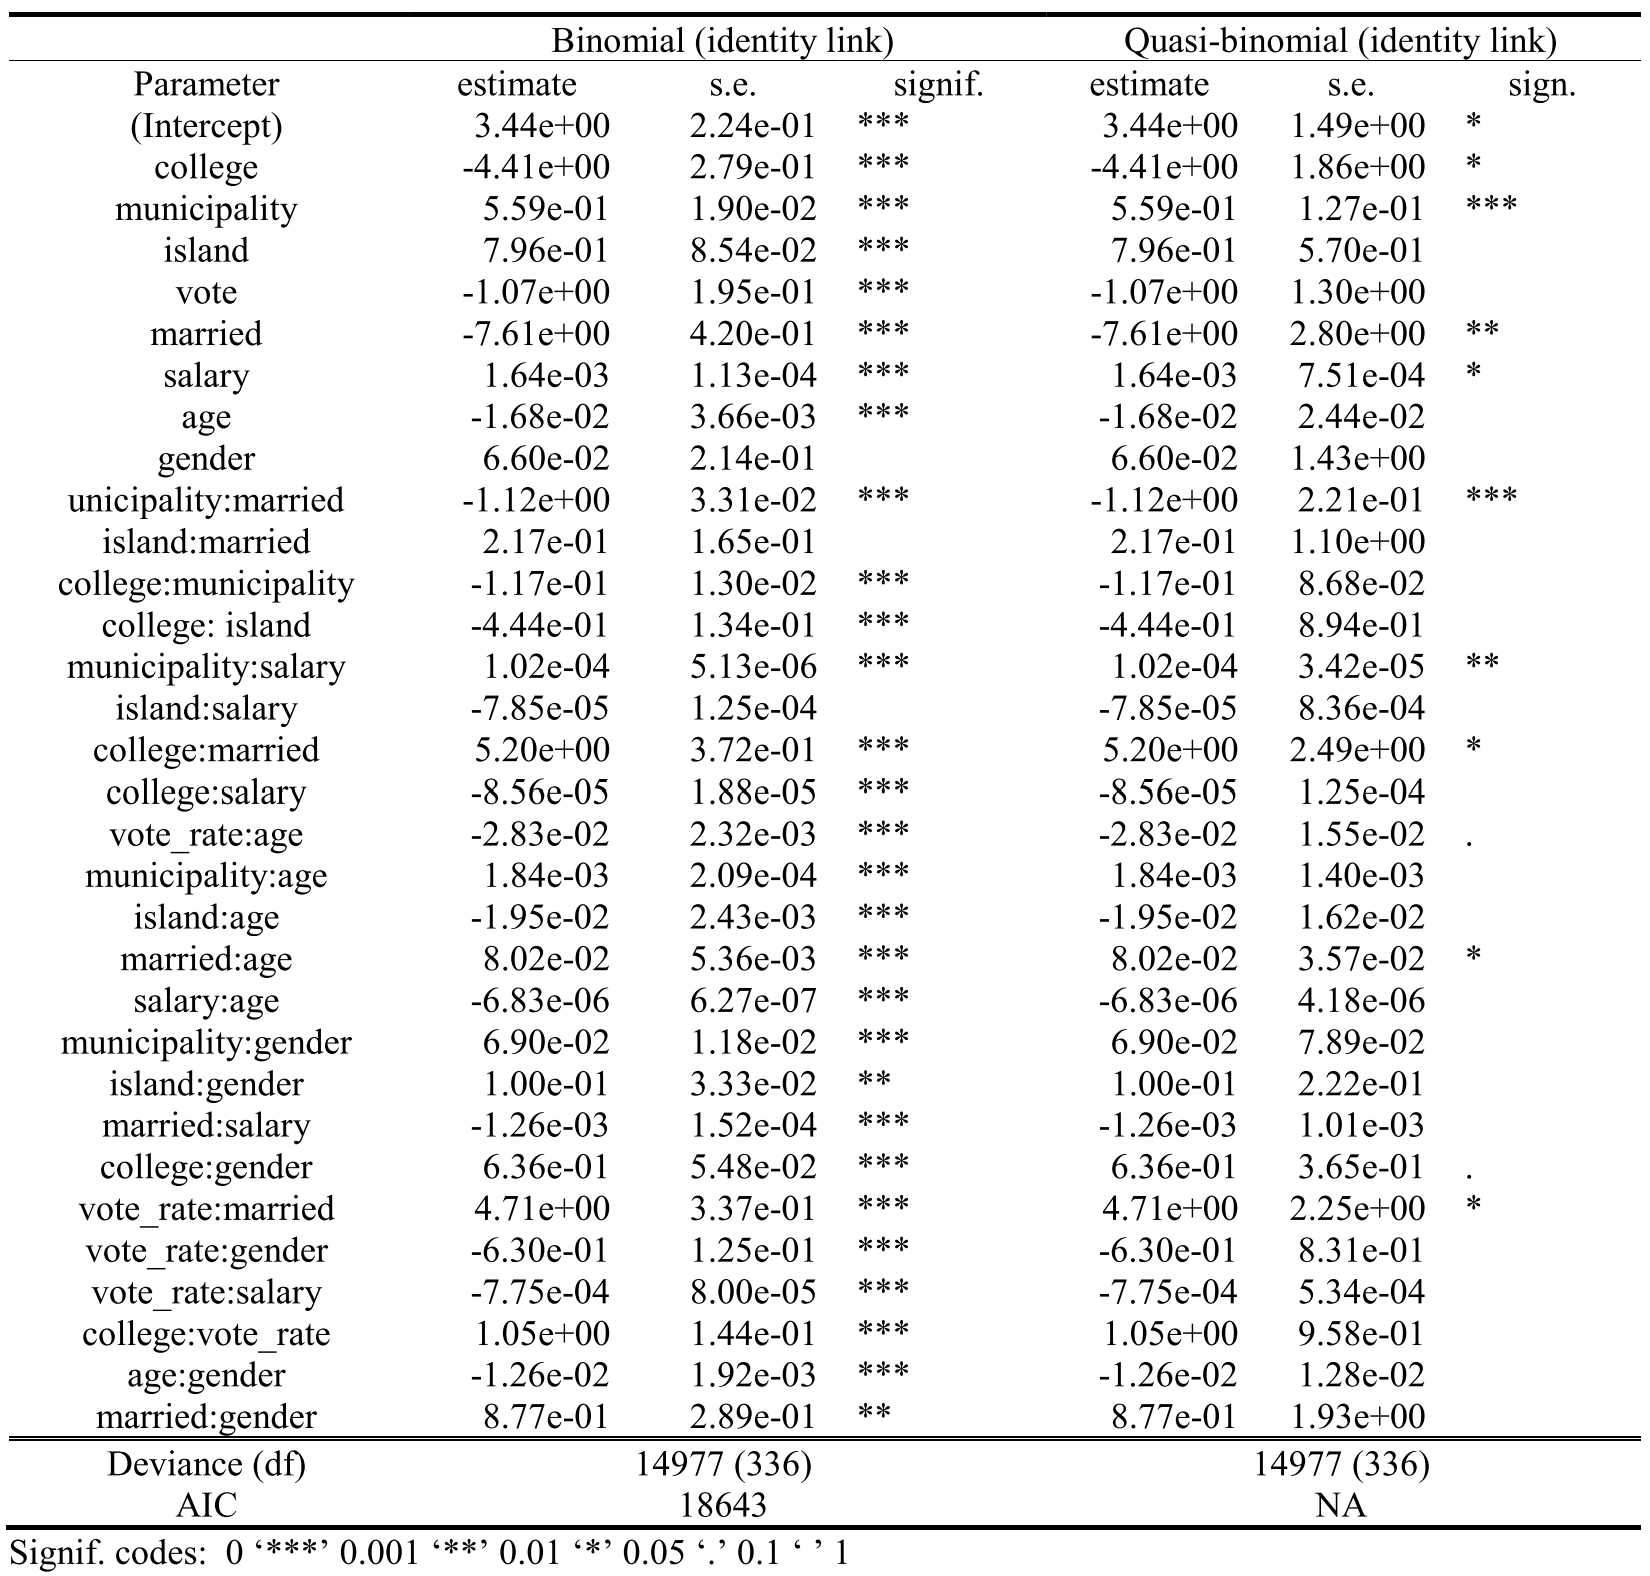 Binomial (identity link) Quasi-binomial (identity link)
Parameter estimate s.e. signif. estimate s.e. sign.
(Intercept) 3.44e+00 2.24e-01 *** 3.44e+00 1.49e+00 *
college -4.41e+00 2.79e-01 *** -4.41e+00 1.86e+00 *
municipality 5.59e-01 1.90e-02 *** 5.59e-01 1.27e-01 ***
island 7.96e-01 8.54e-02 *** 7.96e-01 5.70e-01
vote -1.07e+00 1.95e-01 *** -1.07e+00 1.30e+00
married -7.61e+00 4.20e-01 *** -7.61e+00 2.80e+00 **
salary 1.64e-03 1.13e-04 *** 1.64e-03 7.51e-04 *
age -1.68e-02 3.66e-03 *** -1.68e-02 2.44e-02
gender 6.60e-02 2.14e-01 6.60e-02 1.43e+00
unicipality:married -1.12e+00 3.31e-02 *** -1.12e+00 2.21e-01 ***
island:married 2.17e-01 1.65e-01 2.17e-01 1.10e+00
college:municipality -1.17e-01 1.30e-02 *** -1.17e-01 8.68e-02
college: island -4.44e-01 1.34e-01 *** -4.44e-01 8.94e-01
municipality:salary 1.02e-04 5.13e-06 *** 1.02e-04 3.42e-05 **
island:salary -7.85e-05 1.25e-04 -7.85e-05 8.36e-04
college:married 5.20e+00 3.72e-01 *** 5.20e+00 2.49e+00 *
college:salary -8.56e-05 1.88e-05 *** -8.56e-05 1.25e-04
vote_rate:age -2.83e-02 2.32e-03 *** -2.83e-02 1.55e-02 .
municipality:age 1.84e-03 2.09e-04 *** 1.84e-03 1.40e-03
island:age -1.95e-02 2.43e-03 *** -1.95e-02 1.62e-02
married:age 8.02e-02 5.36e-03 *** 8.02e-02 3.57e-02 *
salary:age -6.83e-06 6.27e-07 *** -6.83e-06 4.18e-06
municipality:gender 6.90e-02 1.18e-02 *** 6.90e-02 7.89e-02
island:gender 1.00e-01 3.33e-02 ** 1.00e-01 2.22e-01
married:salary -1.26e-03 1.52e-04 *** -1.26e-03 1.01e-03
college:gender 6.36e-01 5.48e-02 *** 6.36e-01 3.65e-01 .
vote_rate:married 4.71e+00 3.37e-01 *** 4.71e+00 2.25e+00 *
vote_rate:gender -6.30e-01 1.25e-01 *** -6.30e-01 8.31e-01
vote_rate:salary -7.75e-04 8.00e-05 *** -7.75e-04 5.34e-04
college:vote_rate 1.05e+00 1.44e-01 *** 1.05e+00 9.58e-01
age:gender -1.26e-02 1.92e-03 *** -1.26e-02 1.28e-02
married:gender 8.77e-01 2.89e-01 ** 8.77e-01 1.93e+00
Deviance (df) 14977 (336) 14977 (336)
AIC 18643 NA
Signif. codes: 0 ‘***’ 0.001 ‘**’ 0.01 ‘*’ 0.05 ‘.’ 0.1 ‘ ’ 1